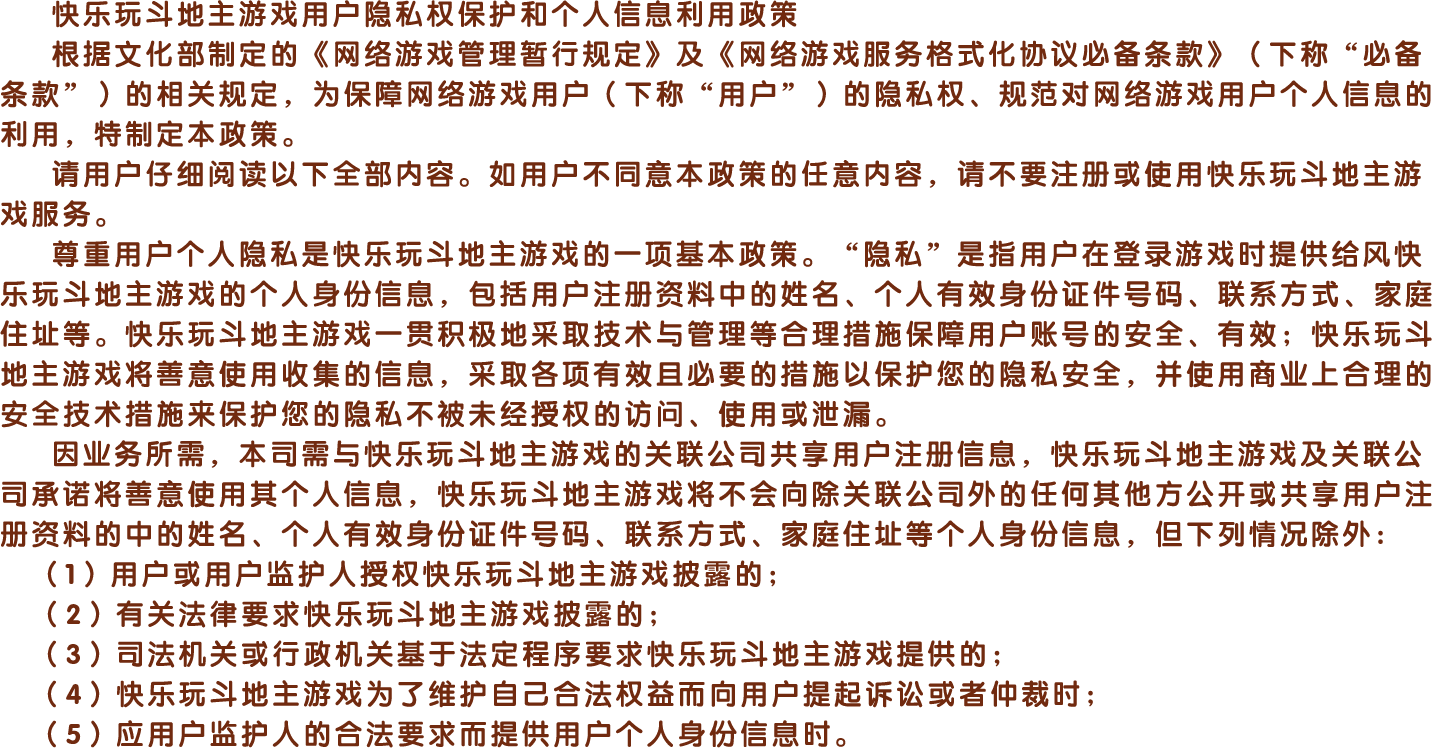 快乐玩斗地主游戏用户隐私权保护和个人信息利用政策
根据文化部制定的《网络游戏管理暂行规定》及《网络游戏服务格式化协议必备条款》（下称“必备
条款”）的相关规定，为保障网络游戏用户（下称“用户”）的隐私权、规范对网络游戏用户个人信息的
利用，特制定本政策。
请用户仔细阅读以下全部内容。如用户不同意本政策的任意内容，请不要注册或使用快乐玩斗地主游
戏服务。
尊重用户个人隐私是快乐玩斗地主游戏的一项基本政策。“隐私”是指用户在登录游戏时提供给风快
乐玩斗地主游戏的个人身份信息，包括用户注册资料中的姓名、个人有效身份证件号码、联系方式、家庭
住址等。快乐玩斗地主游戏一贯积极地采取技术与管理等合理措施保障用户账号的安全、有效；快乐玩斗
地主游戏将善意使用收集的信息，采取各项有效且必要的措施以保护您的隐私安全，并使用商业上合理的
安全技术措施来保护您的隐私不被未经授权的访问、使用或泄漏。
因业务所需，本司需与快乐玩斗地主游戏的关联公司共享用户注册信息，快乐玩斗地主游戏及关联公
司承诺将善意使用其个人信息，快乐玩斗地主游戏将不会向除关联公司外的任何其他方公开或共享用户注
册资料的中的姓名、个人有效身份证件号码、联系方式、家庭住址等个人身份信息，但下列情况除外：
（1）用户或用户监护人授权快乐玩斗地主游戏披露的；
（2）有关法律要求快乐玩斗地主游戏披露的；
（3）司法机关或行政机关基于法定程序要求快乐玩斗地主游戏提供的；
（4）快乐玩斗地主游戏为了维护自己合法权益而向用户提起诉讼或者仲裁时；
（5）应用户监护人的合法要求而提供用户个人身份信息时。